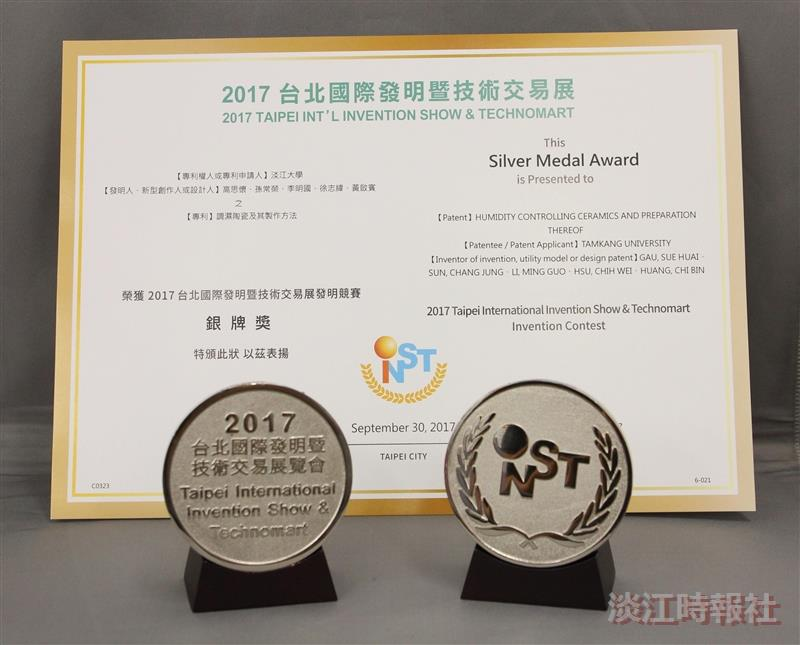 2017 台北國際發明暨技術交易展
2017 TAIPEI INT'L INVENTION SHOW & TECHNOMART
【專利權人或專利申請人】淡江大學
【發明人、新型創作人或設計人】高思懷、孫常榮、李明國、徐志緯、黃啟賓
之
【專利】調濕陶瓷及其製作方法
榮獲 2017 台北國際發明暨技術交易展發明競賽
銀 牌 獎
特頒此狀 以茲表揚
This
Silver Medal Award
is Presented to
【Patent】HUMIDITY CONTROLLING CERAMICS AND PREPARATION
THEREOF
【Patentee / Patent Applicant】TAMKANG UNIVERSITY
【Inventor of invention, utility model or design patent】GAU, SUE HUAI、
SUN, CHANG JUNG、LI, MING GUO、HSU, CHIH WEI、HUANG, CHI BIN
2017 Taipei International Invention Show & Technomart
Invention Contest
INST
September 30, 2017
TAIPEI CITY
C0323
6-021
2017
台北國際發明暨
技術交易展覽會
Taipei International
Invention Show &
Technomart
INST
淡江時報社